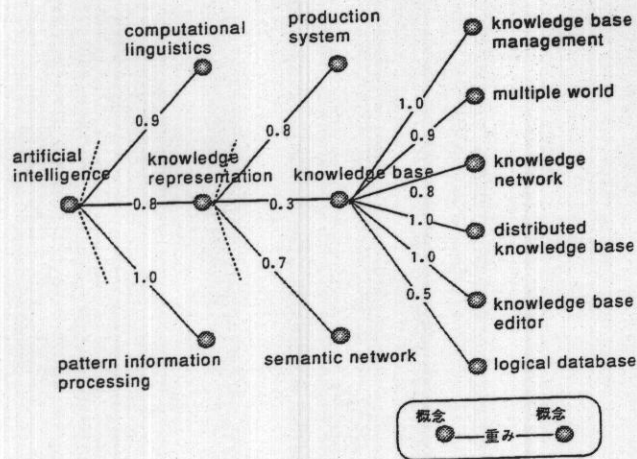 computational
linguistics
production
system
knowledge base
management
0.9
0.8
1.0
multiple world
0.9
artificial
intelligence
knowledge
represemation
knowledge base
knowledge
network
0.8
0.3
0.8
1.0
distributed
knowledge base
1.0
0.7
1.0
0.5
knowledge base
editor
pattern information
processing
semantic network
logical database
概念
概念
重み